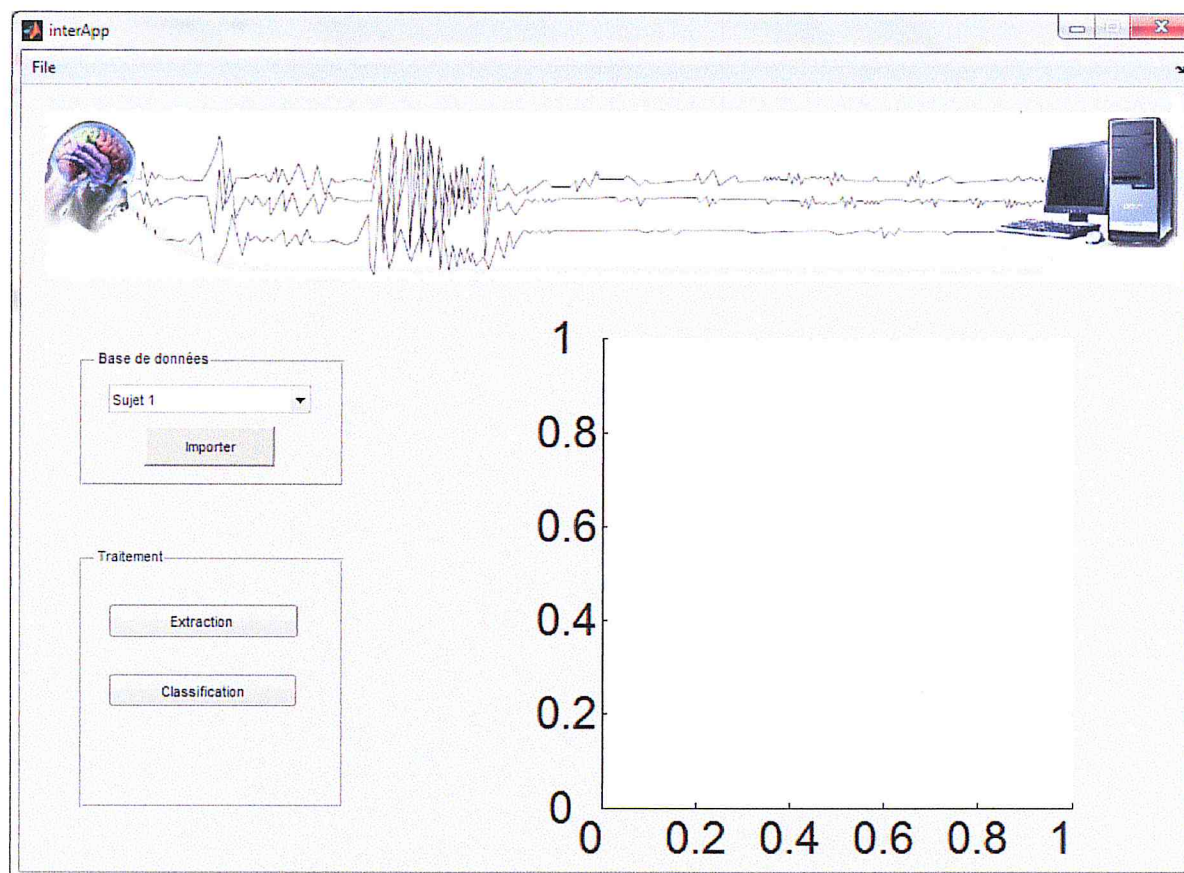 interApp
File
Base de données
Sujet 1
Importer
Traitement
Extraction
Classification
1
0.8
0.6
0.4
0.2
0
0 0.2 0.4 0.6 0.8 1